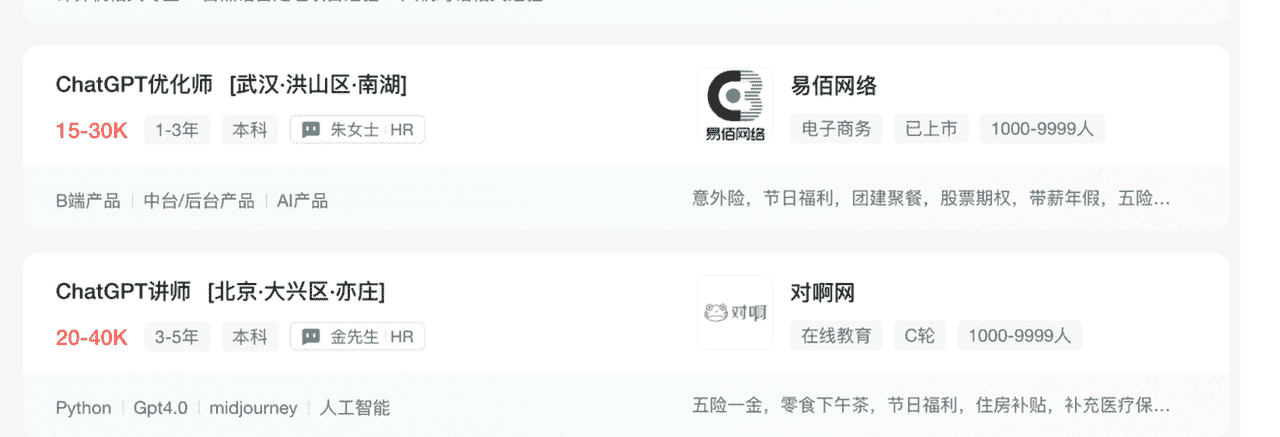 ChatGPT优化师 [武汉·洪山区·南湖]
15-30K 1-3年 本科 朱女士 HR
易佰网络
易佰网络
电子商务 已上市 1000-9999人
B端产品 中台/后台产品 AI产品
意外险，节日福利，团建聚餐，股票期权，带薪年假，五险...
ChatGPT讲师 [北京·大兴区·亦庄]
20-40K 3-5年 本科 金先生 HR
对啊网
对啊网
在线教育 C轮 1000-9999人
Python Gpt4.0 midjourney 人工智能
五险一金，零食下午茶，节日福利，住房补贴，补充医疗保...